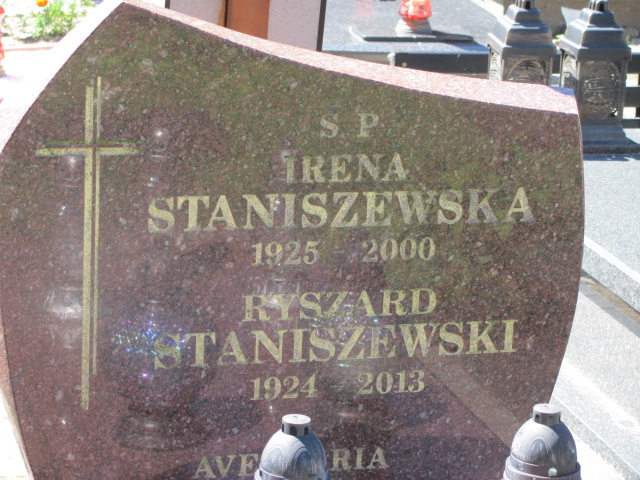 S P
IRENA
STANISZEWSKA
1925 - 2000
RYSZARD
STANISZEWSKI
1924 - 2013
AVE